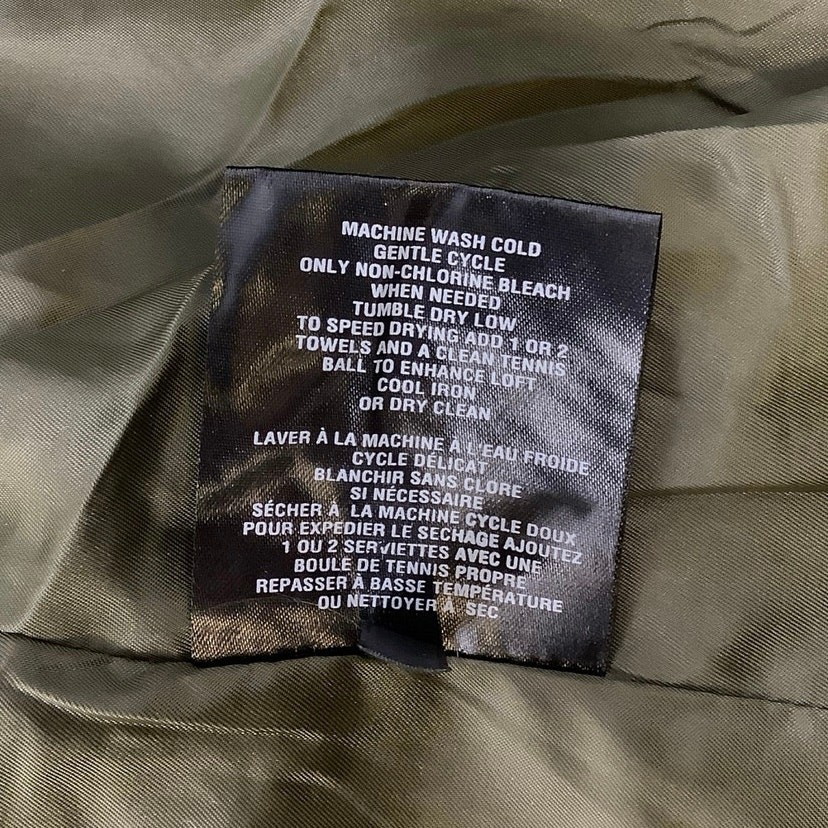 MACHINE WASH COLD
GENTLE CYCLE
ONLY NON-CHLORINE BLEACH
WHEN NEEDED
TUMBLE DRY LOW
TO SPEED DRYING ADD 1 OR 2
TOWELS AND A CLEAN TENNIS
BALL TO ENHANCE LOFT
COOL IRON
OR DRY CLEAN
LAVER À LA MACHINE A L'EAU FROIDE
CYCLE DÉLICAT
BLANCHIR SANS CLORE
SI NÉCESSAIRE
SÉCHER À LA MACHINE CYCLE DOUX
POUR EXPEDIER LE SECHAGE AJOUTEZ
1 OU 2 SERVIETTES AVEC UNE
BOULE DE TENNIS PROPRE
REPASSER À BASSE TEMPÉRATURE
OU NETTOYER À SEC